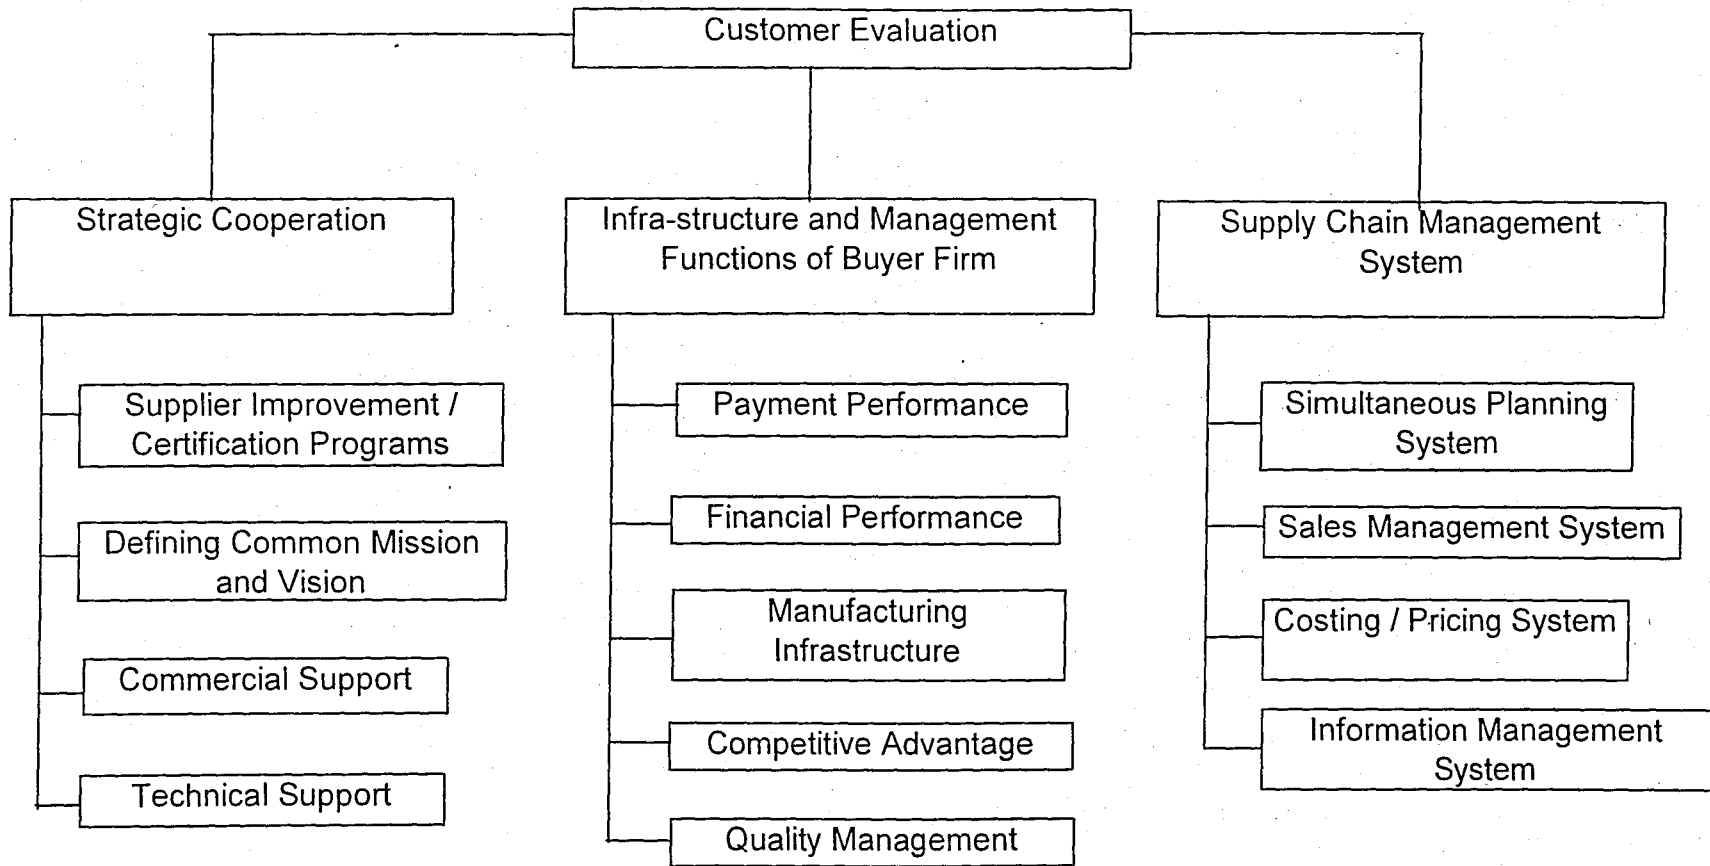 Customer Evaluation
Strategic Cooperation
Infra-structure and Management
Functions of Buyer Firm
Supply Chain Management
System
Supplier Improvement /
Certification Programs
Defining Common Mission
and Vision
Commercial Support
Technical Support
Payment Performance
Financial Performance
Manufacturing
Infrastructure
Competitive Advantage
Quality Management
Simultaneous Planning
System
Sales Management System
Costing / Pricing System
Information Management
System